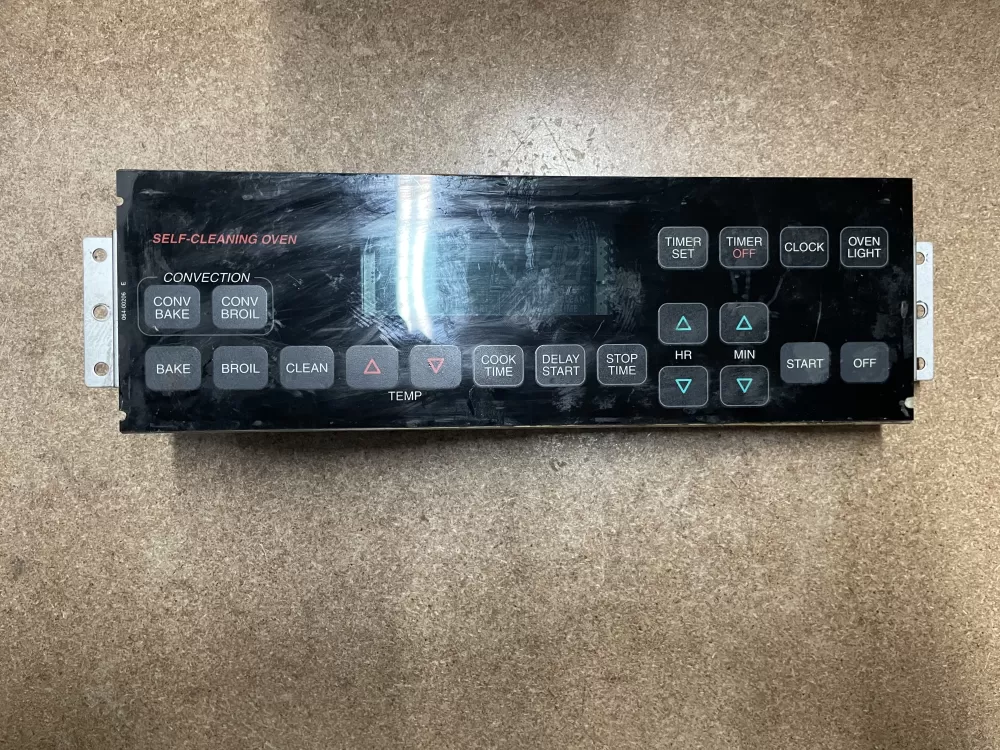 SELF-CLEANING OVEN
CONVECTION
CONV
BAKE
CONV
BROIL
BAKE
BROIL
CLEAN
TEMP
COOK
TIME
DELAY
START
STOP
TIME
TIMER
SET
TIMER
OFF
CLOCK
OVEN
LIGHT
HR
MIN
START
OFF